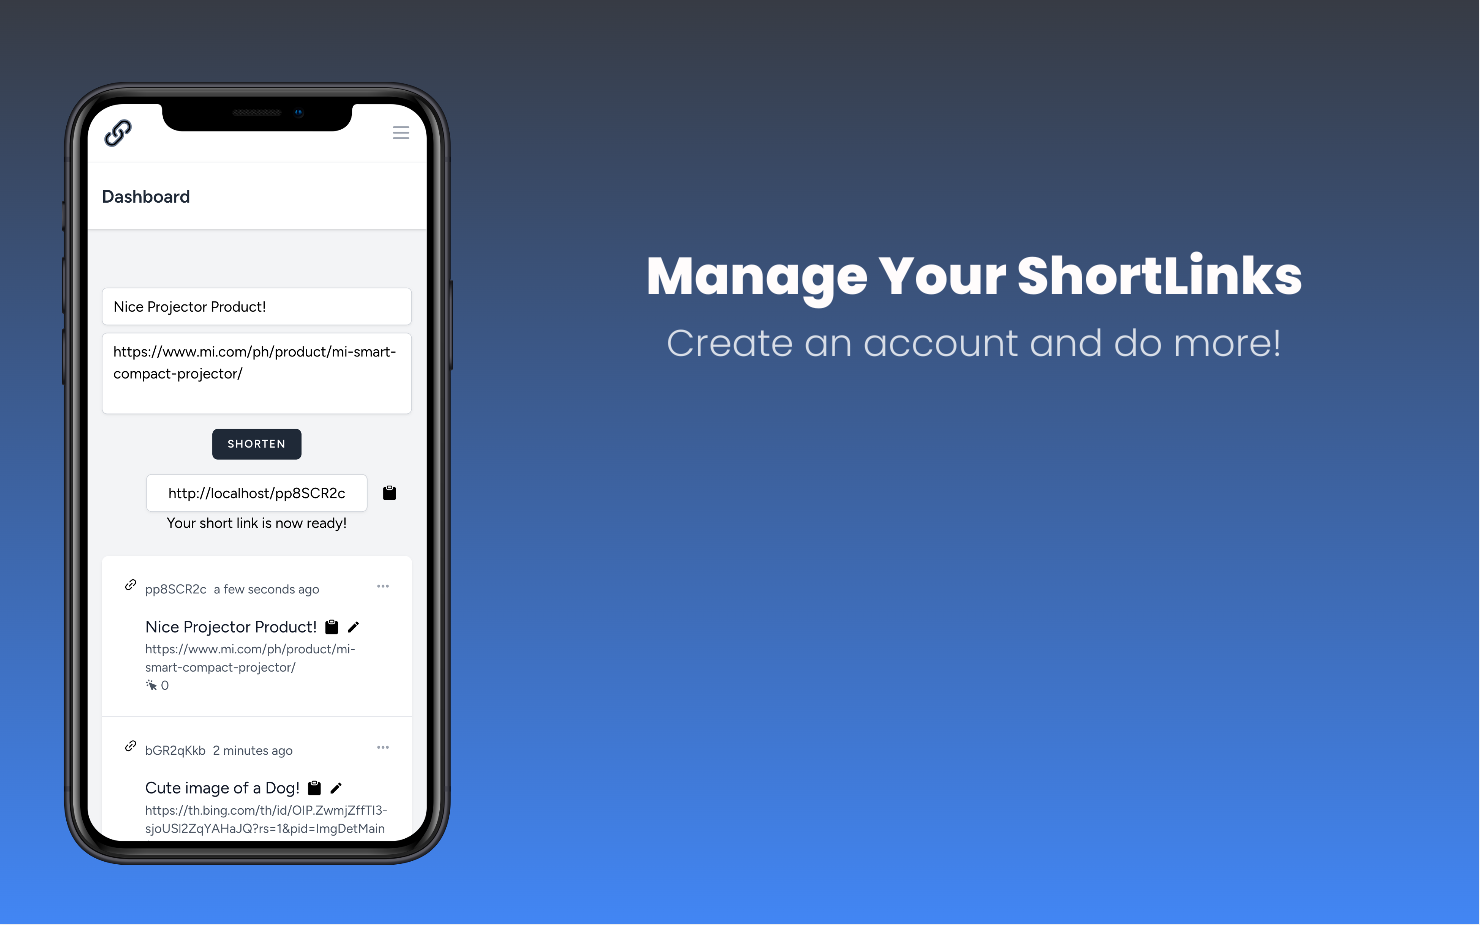 Dashboard
Nice Projector Product!
https://www.mi.com/ph/product/mi-smart-
compact-projector/
SHORTEN
http://localhost/pp8SCR2c
Your short link is now ready!
pp8SCR2c a few seconds ago
Nice Projector Product!
https://www.mi.com/ph/product/mi-
smart-compact-projector/
0
bGR2qKkb 2 minutes ago
Cute image of a Dog!
https://th.bing.com/th/id/OIP.ZwmjZffTI3-
sjoUSI2ZqYAHaJQ?rs=1&pid=ImgDetMain
Manage Your ShortLinks
Create an account and do more!